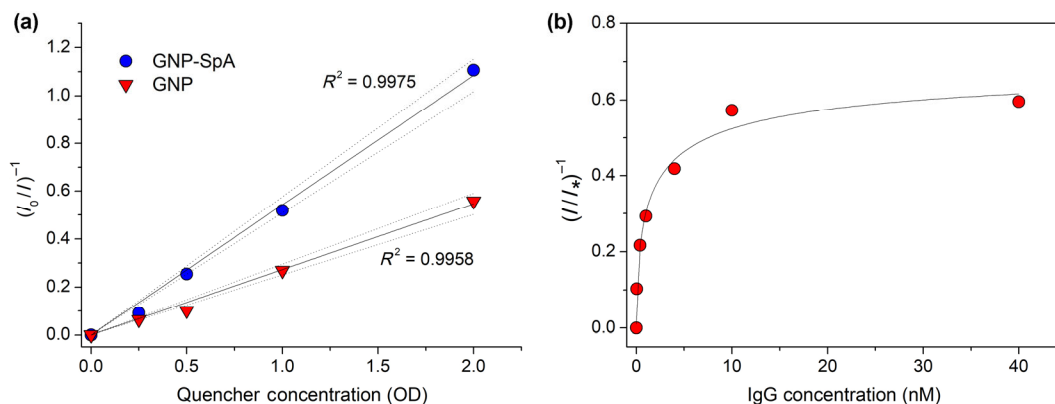 (a)
1.2
1.0
0.8
0.6
0.4
0.2
0.0
(I₀/I)⁻¹
GNP-SpA
GNP
R² = 0.9975
R² = 0.9958
0.0 0.5 1.0 1.5 2.0
Quencher concentration (OD)
(b)
0.8
0.6
0.4
0.2
0.0
(I/I*)⁻¹
0 10 20 30 40
IgG concentration (nM)